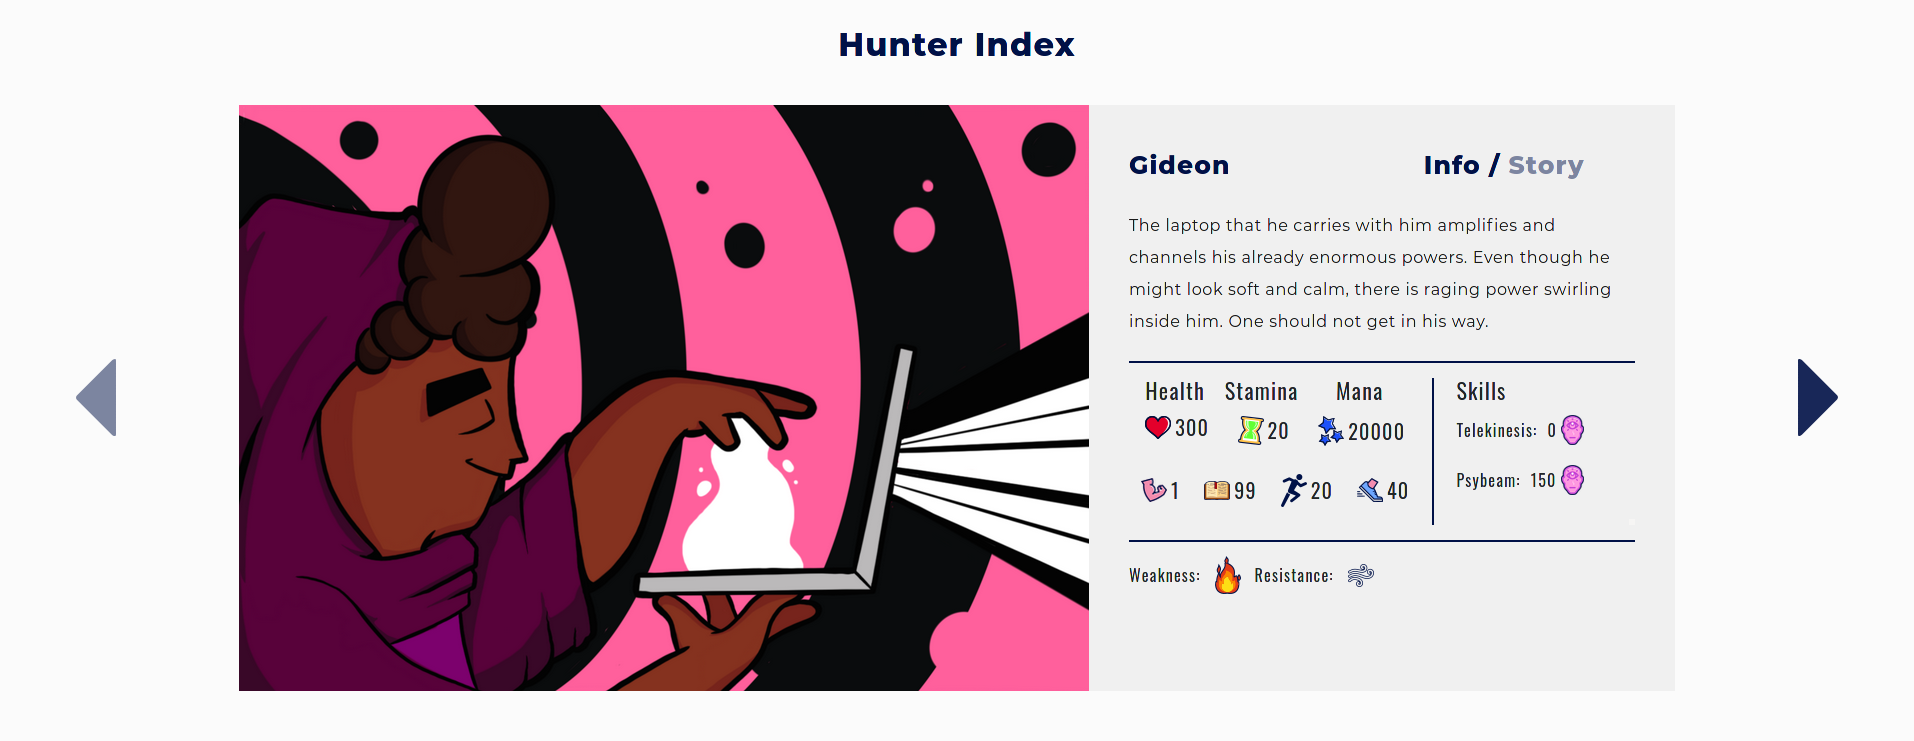 Hunter Index
Gideon
Info / Story
The laptop that he carries with him amplifies and
channels his already enormous powers. Even though he
might look soft and calm, there is raging power swirling
inside him. One should not get in his way.
Health Stamina Mana
300 20 20000
1 99 20 40
Skills
Telekinesis: 0
Psybeam: 150
Weakness: Resistance: